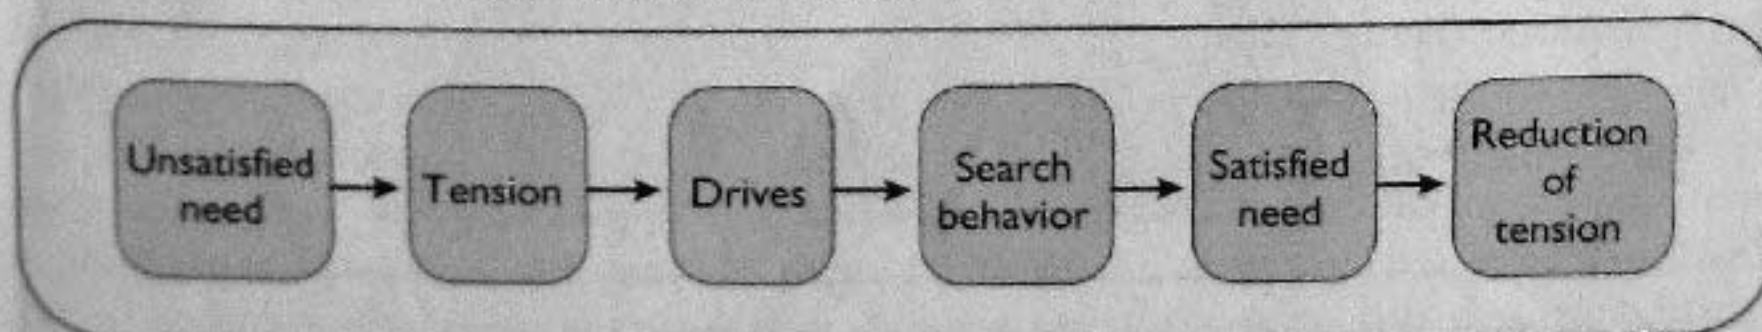 Unsatisfied
need
Tension
Drives
Search
behavior
Satisfied
need
Reduction
of
tension